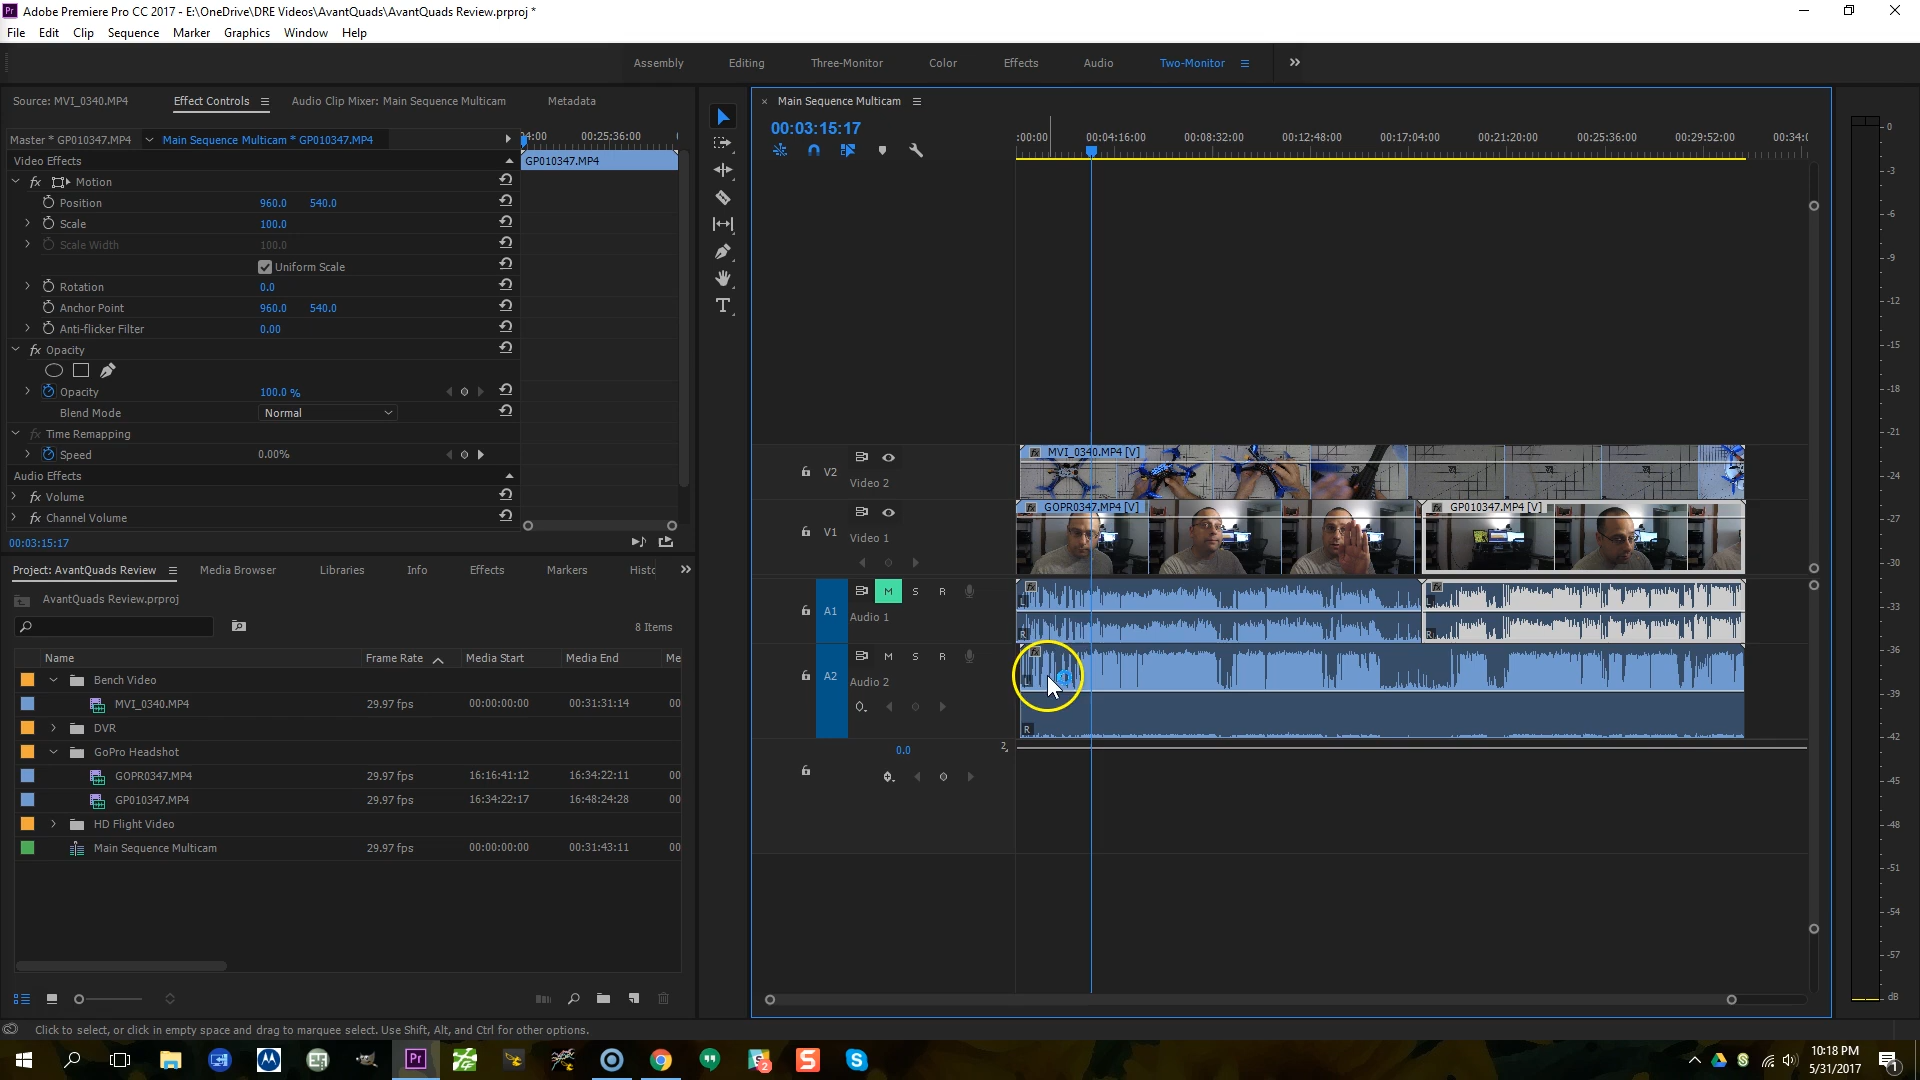 Adobe Premiere Pro CC 2017 - E:\OneDrive\DRE Videos\AvantQuads\AvantQuads Review.prproj *
File Edit Clip Sequence Marker Graphics Window Help
Assembly Editing Three-Monitor Color Effects Audio Two-Monitor
Source: MVI_0340.MP4 Effect Controls Audio Clip Mixer: Main Sequence Multicam Metadata
Master * GP010347.MP4 Main Sequence Multicam * GP010347.MP4
4:00 00:25:36:00
Video Effects
GP010347.MP4
fx Motion
Position 960.0 540.0
Scale 100.0
Scale Width 100.0
Uniform Scale
Rotation 0.0
Anchor Point 960.0 540.0
Anti-flicker Filter 0.00
fx Opacity
Opacity 100.0 %
Blend Mode Normal
fx Time Remapping
Speed 0.00%
Audio Effects
fx Volume
fx Channel Volume
00:03:15:17
Project: AvantQuads Review Media Browser Libraries Info Effects Markers Histo
AvantQuads Review.prproj
8 Items
Name Frame Rate Media Start Media End Me
Bench Video
MVI_0340.MP4 29.97 fps 00:00:00:00 00:31:31:14 00
DVR
GoPro Headshot
GOPR0347.MP4 29.97 fps 16:16:41:12 16:34:22:11 00
GP010347.MP4 29.97 fps 16:34:22:17 16:48:24:28 00
HD Flight Video
Main Sequence Multicam 29.97 fps 00:00:00:00 00:31:43:11 00
Main Sequence Multicam
00:03:15:17
:00:00 00:04:16:00 00:08:32:00 00:12:48:00 00:17:04:00 00:21:20:00 00:25:36:00 00:29:52:00 00:34:0
V2 Video 2
fx MVI_0340.MP4 [V]
V1 Video 1
fx GOPR0347.MP4 [V] fx GP010347.MP4 [V]
A1 M S R
Audio 1
fx L R fx L R
A2 M S R
Audio 2
fx L R
0.0
0
-3
-6
-9
-12
-15
-18
-21
-24
-27
-30
-33
-36
-39
-42
-45
-48
-51
-54
-57
dB
Click to select, or click in empty space and drag to marquee select. Use Shift, Alt, and Ctrl for other options.
10:18 PM
5/31/2017